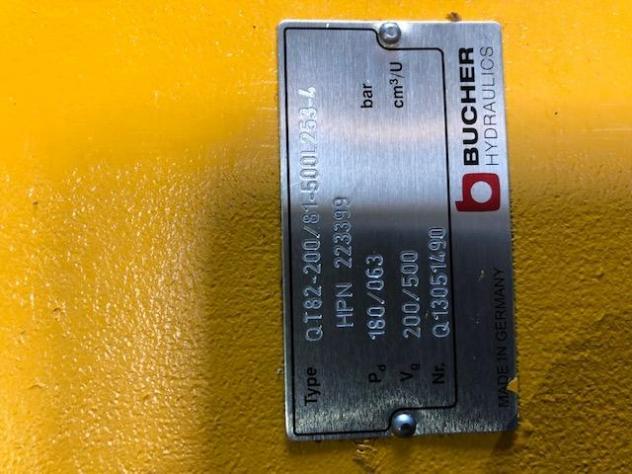 Type QT82-200/81-500L253-4
HPN 223399
Pd 180/063 bar
Vg 200/500 cm³/U
Nr. Q13051490
MADE IN GERMANY
BUCHER
HYDRAULICS